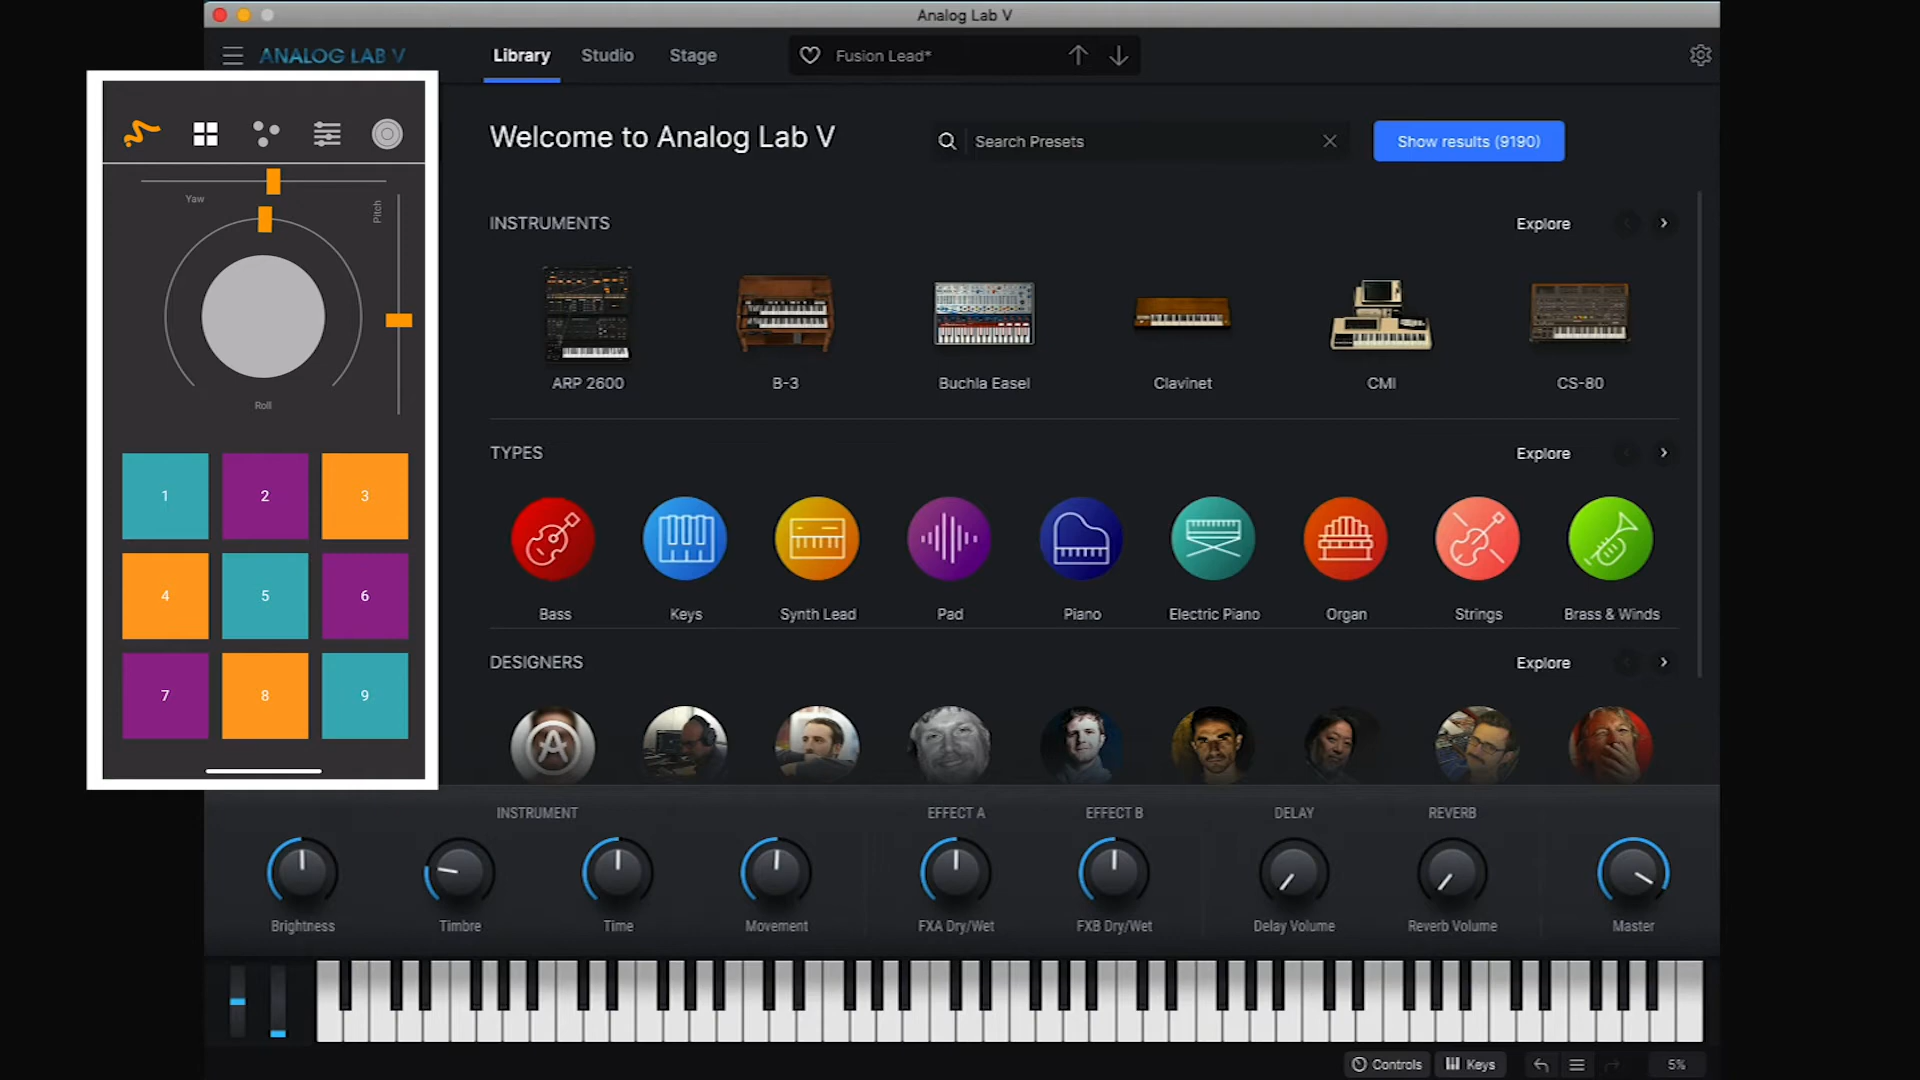 Analog Lab V
ANALOG LAB V
Library
Studio
Stage
Fusion Lead*
Welcome to Analog Lab V
Search Presets
Show results (9190)
Yaw
Pitch
Roll
1
2
3
4
5
6
7
8
9
INSTRUMENTS
Explore
ARP 2600
B-3
Buchla Easel
Clavinet
CMI
CS-80
TYPES
Explore
Bass
Keys
Synth Lead
Pad
Piano
Electric Piano
Organ
Strings
Brass & Winds
DESIGNERS
Explore
INSTRUMENT
EFFECT A
EFFECT B
DELAY
REVERB
Brightness
Timbre
Time
Movement
FXA Dry/Wet
FXB Dry/Wet
Delay Volume
Reverb Volume
Master
Controls
Keys
5%